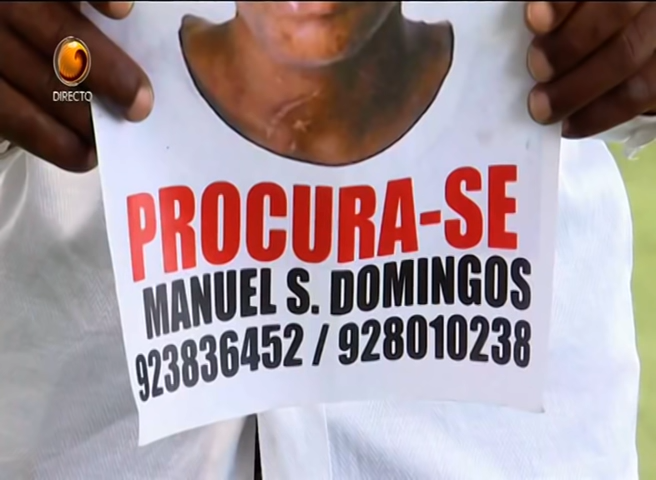 DIRECTO
PROCURA-SE
MANUEL S. DOMINGOS
923836452 / 928010238